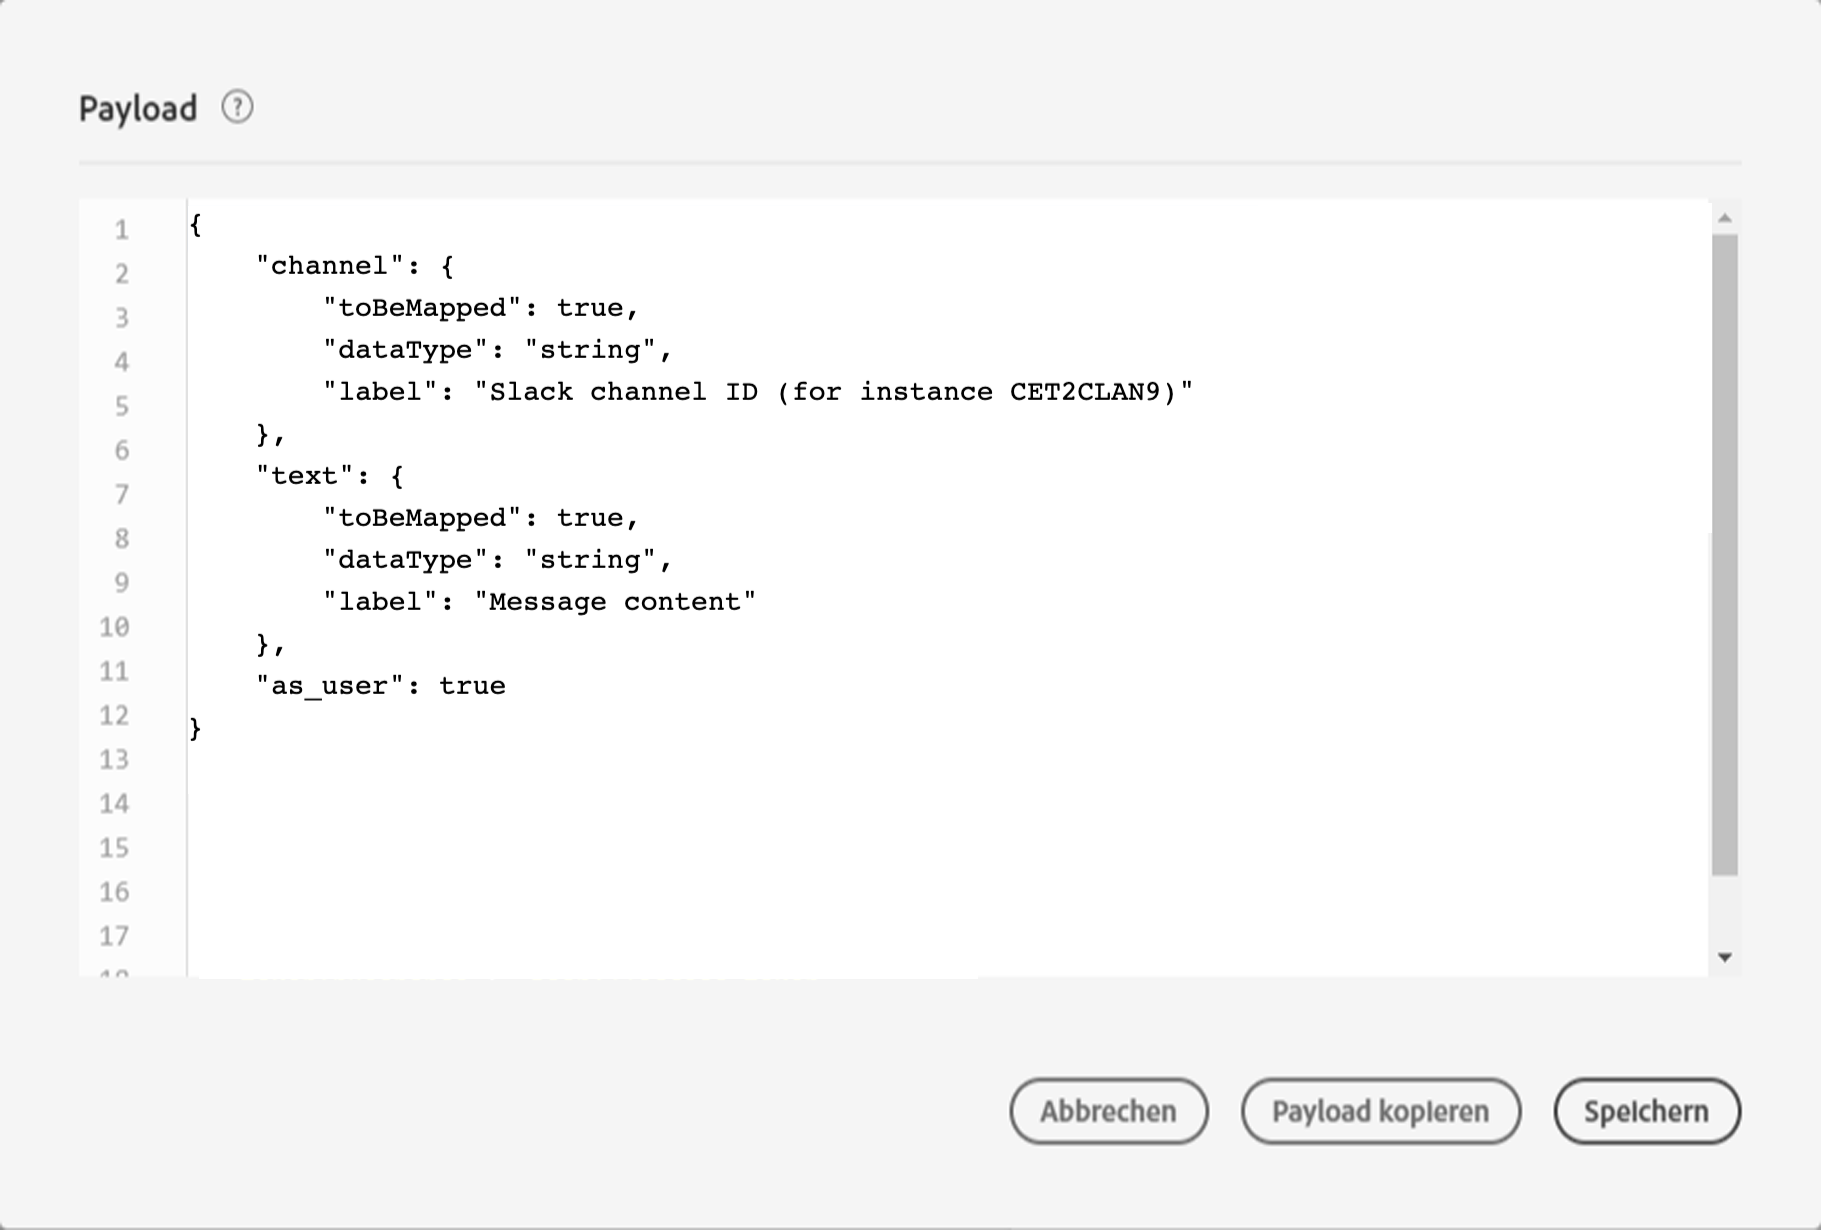 Payload ?
1 {
2 "channel": {
3 "toBeMapped": true,
4 "dataType": "string",
5 "label": "Slack channel ID (for instance CET2CLAN9)"
6 },
7 "text": {
8 "toBeMapped": true,
9 "dataType": "string",
10 "label": "Message content"
11 },
12 "as_user": true
13 }
14
15
16
17
Abbrechen Payload kopieren Speichern